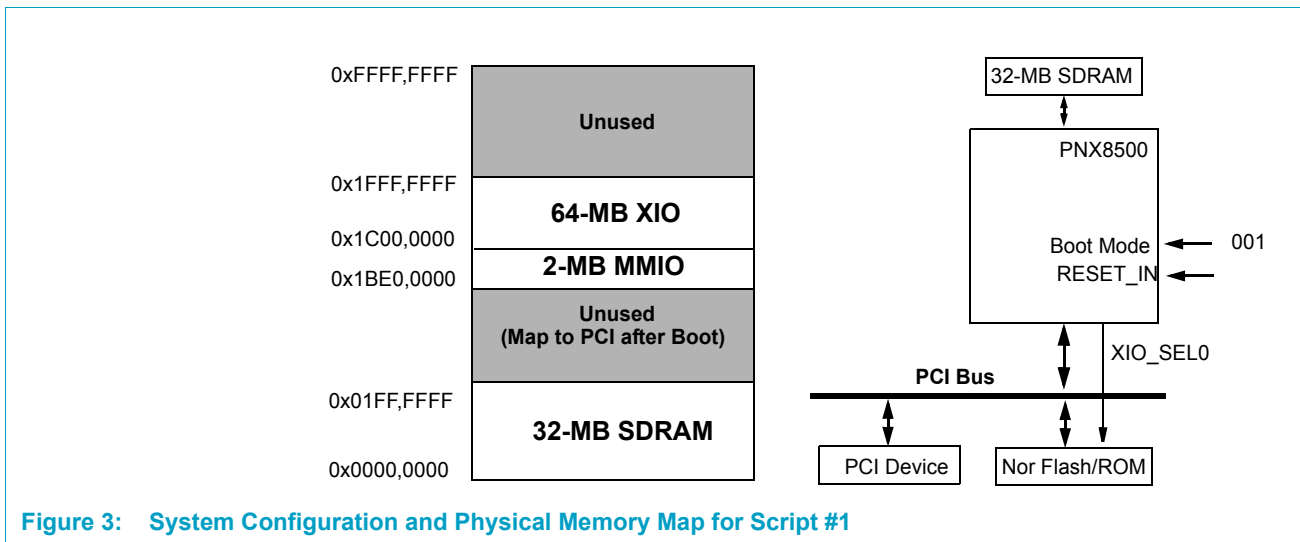 0xFFFF,FFFF
Unused
0x1FFF,FFFF
64-MB XIO
0x1C00,0000
2-MB MMIO
0x1BE0,0000
Unused
(Map to PCI after Boot)
0x01FF,FFFF
32-MB SDRAM
0x0000,0000
32-MB SDRAM
PNX8500
Boot Mode
001
RESET_IN
XIO_SEL0
PCI Bus
PCI Device
Nor Flash/ROM
Figure 3: System Configuration and Physical Memory Map for Script #1